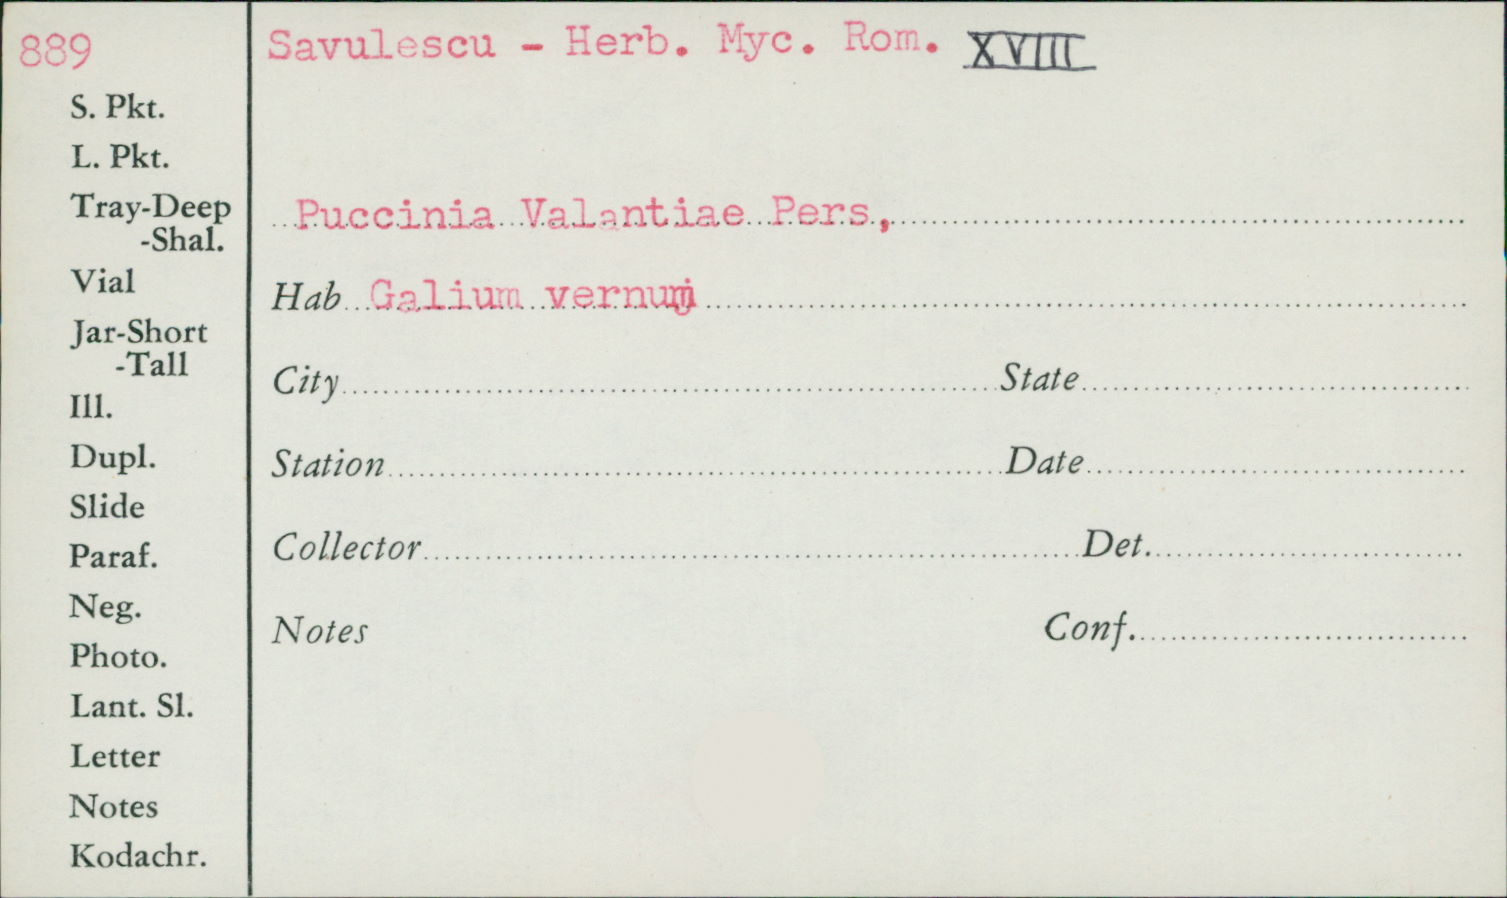 889
Savulescu - Herb. Myc. Rom. XVIII
S. Pkt.
L. Pkt.
Tray-Deep
-Shal.
Vial
Jar-Short
-Tall
Ill.
Dupl.
Slide
Paraf.
Neg.
Photo.
Lant. Sl.
Letter
Notes
Kodachr.
Puccinia Valantiae Pers,
Hab Galium vernum
City State
Station Date
Collector Det.
Notes Conf.